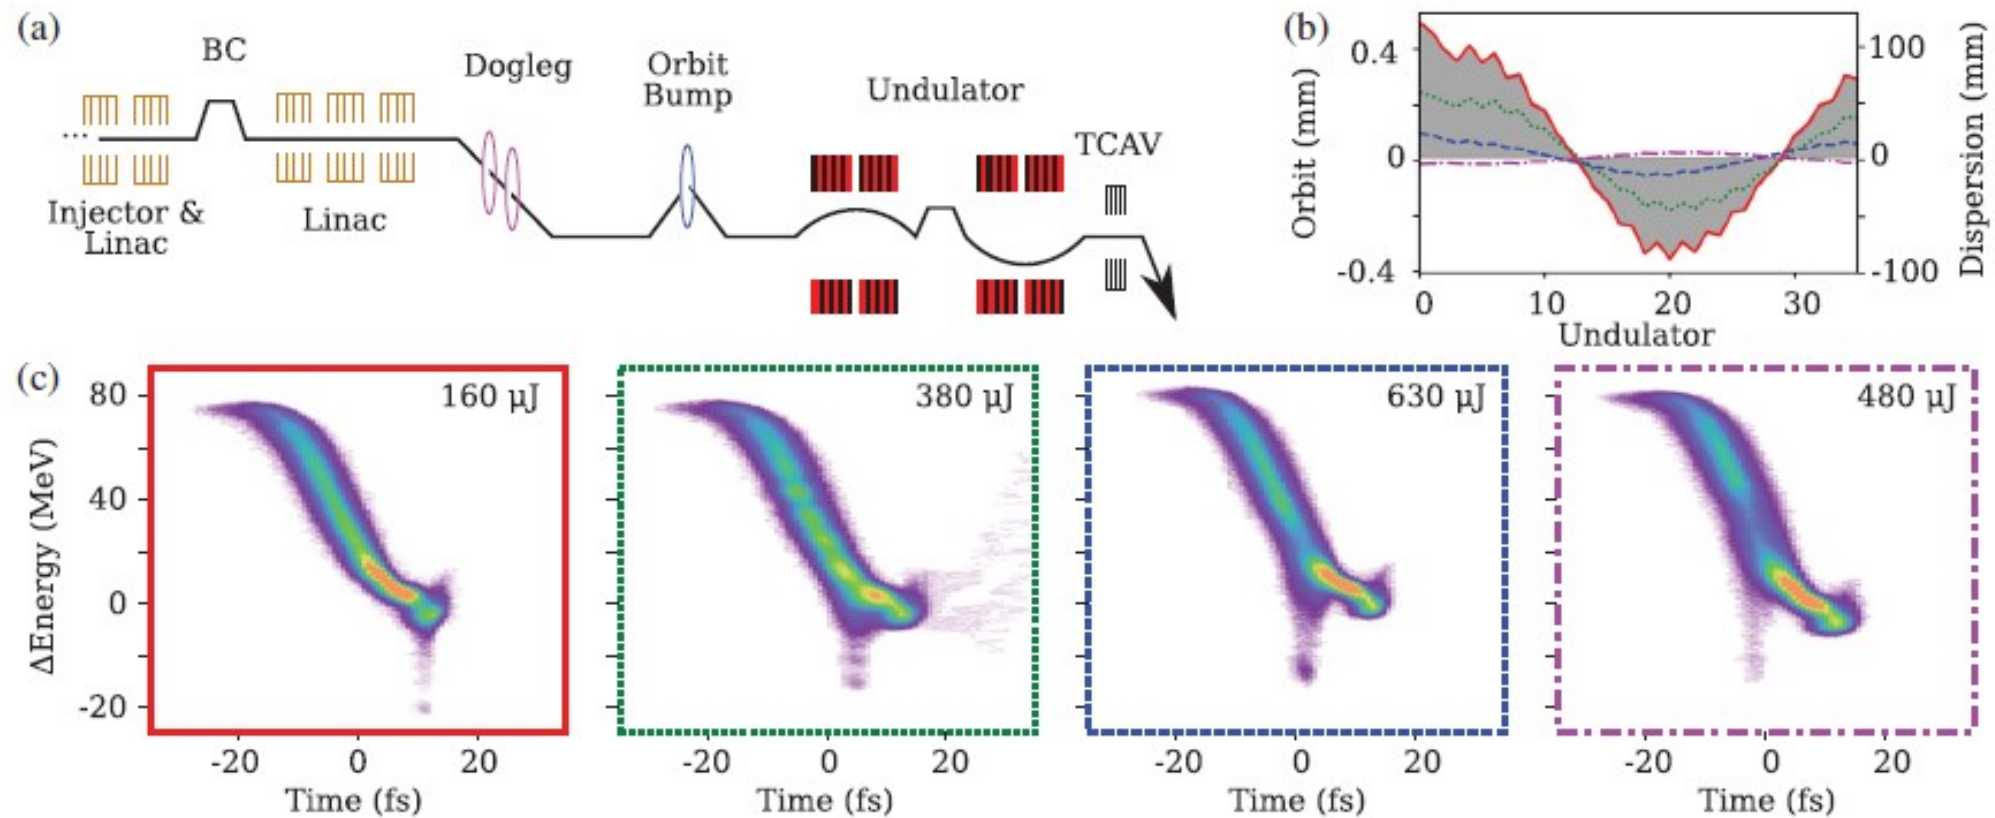 (a)
BC
Dogleg
Orbit
Bump
Undulator
TCAV
...
Injector &
Linac
Linac
(b)
Orbit (mm)
0.4
0
-0.4
100
0
-100
Dispersion (mm)
0
10
20
30
Undulator
(c)
ΔEnergy (MeV)
80
40
0
-20
160 μJ
380 μJ
630 μJ
480 μJ
-20 0 20
-20 0 20
-20 0 20
-20 0 20
Time (fs)
Time (fs)
Time (fs)
Time (fs)